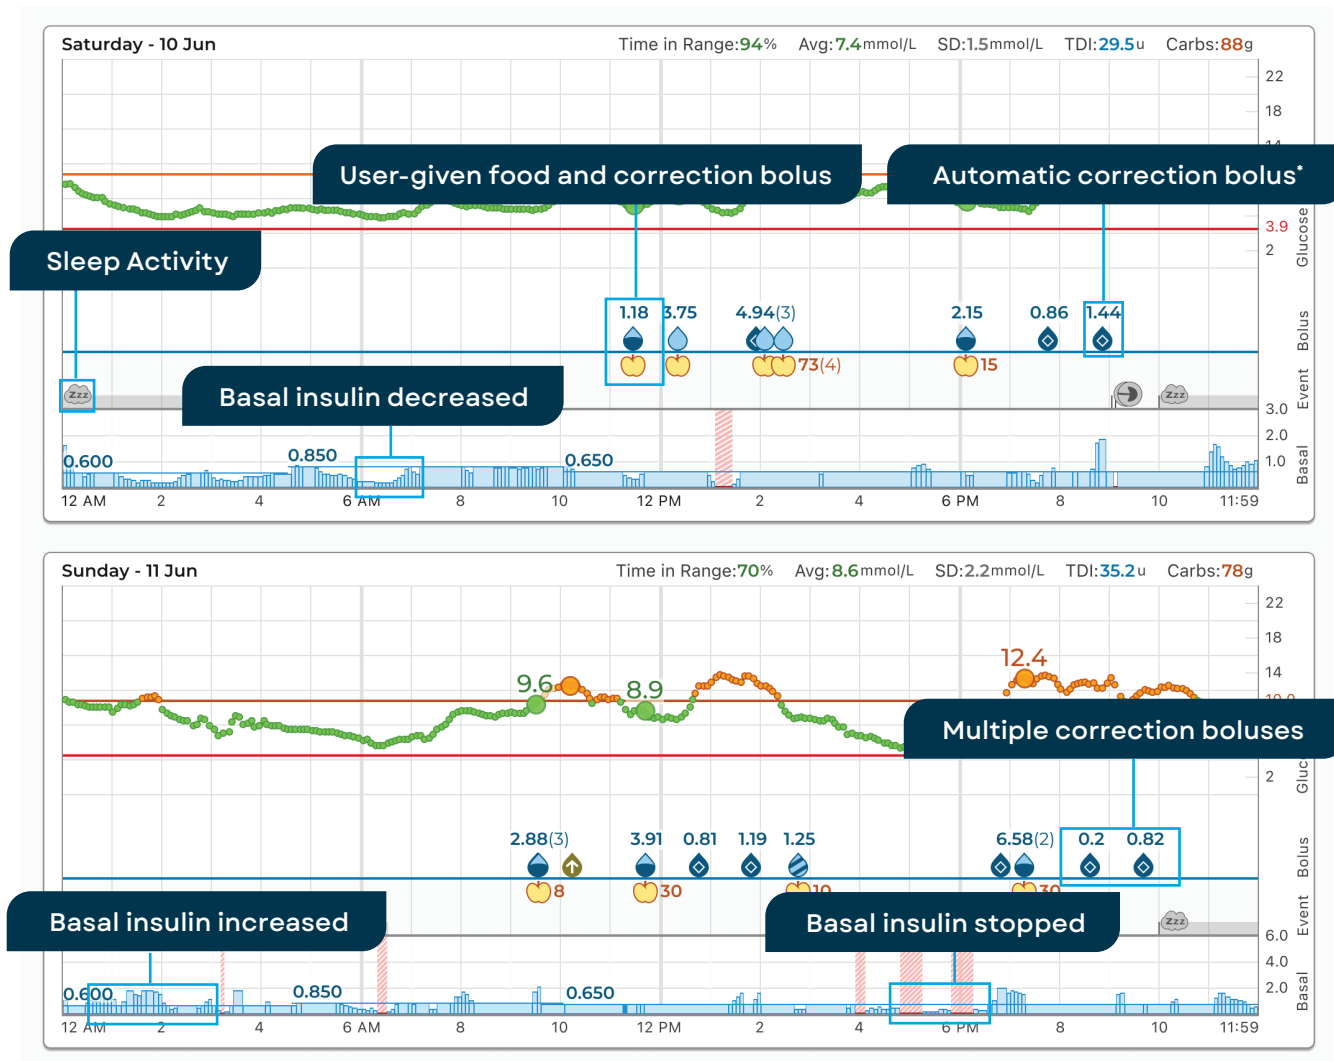 Saturday - 10 Jun
Time in Range:94% Avg:7.4mmol/L SD:1.5mmol/L TDI:29.5u Carbs:88g
22
18
14
User-given food and correction bolus
Automatic correction bolus*
3.9
2
Glucose
Sleep Activity
1.18 3.75 4.94(3) 2.15 0.86 1.44
Bolus
73(4) 15
Zzz
Zzz
Event
Basal insulin decreased
3.0
2.0
1.0
Basal
0.600 0.850 0.650
12 AM 2 4 6 AM 8 10 12 PM 2 4 6 PM 8 10 11:59
Sunday - 11 Jun
Time in Range:70% Avg:8.6mmol/L SD:2.2mmol/L TDI:35.2u Carbs:78g
22
18
14
9.6 8.9 12.4
10.0
Multiple correction boluses
2
2.88(3) 3.91 0.81 1.19 1.25 6.58(2) 0.2 0.82
Bolus
8 30 10 30
Basal insulin increased
Basal insulin stopped
Zzz
Event
6.0
4.0
2.0
Basal
0.600 0.850 0.650
12 AM 2 4 6 AM 8 10 12 PM 2 4 6 PM 8 10 11:59